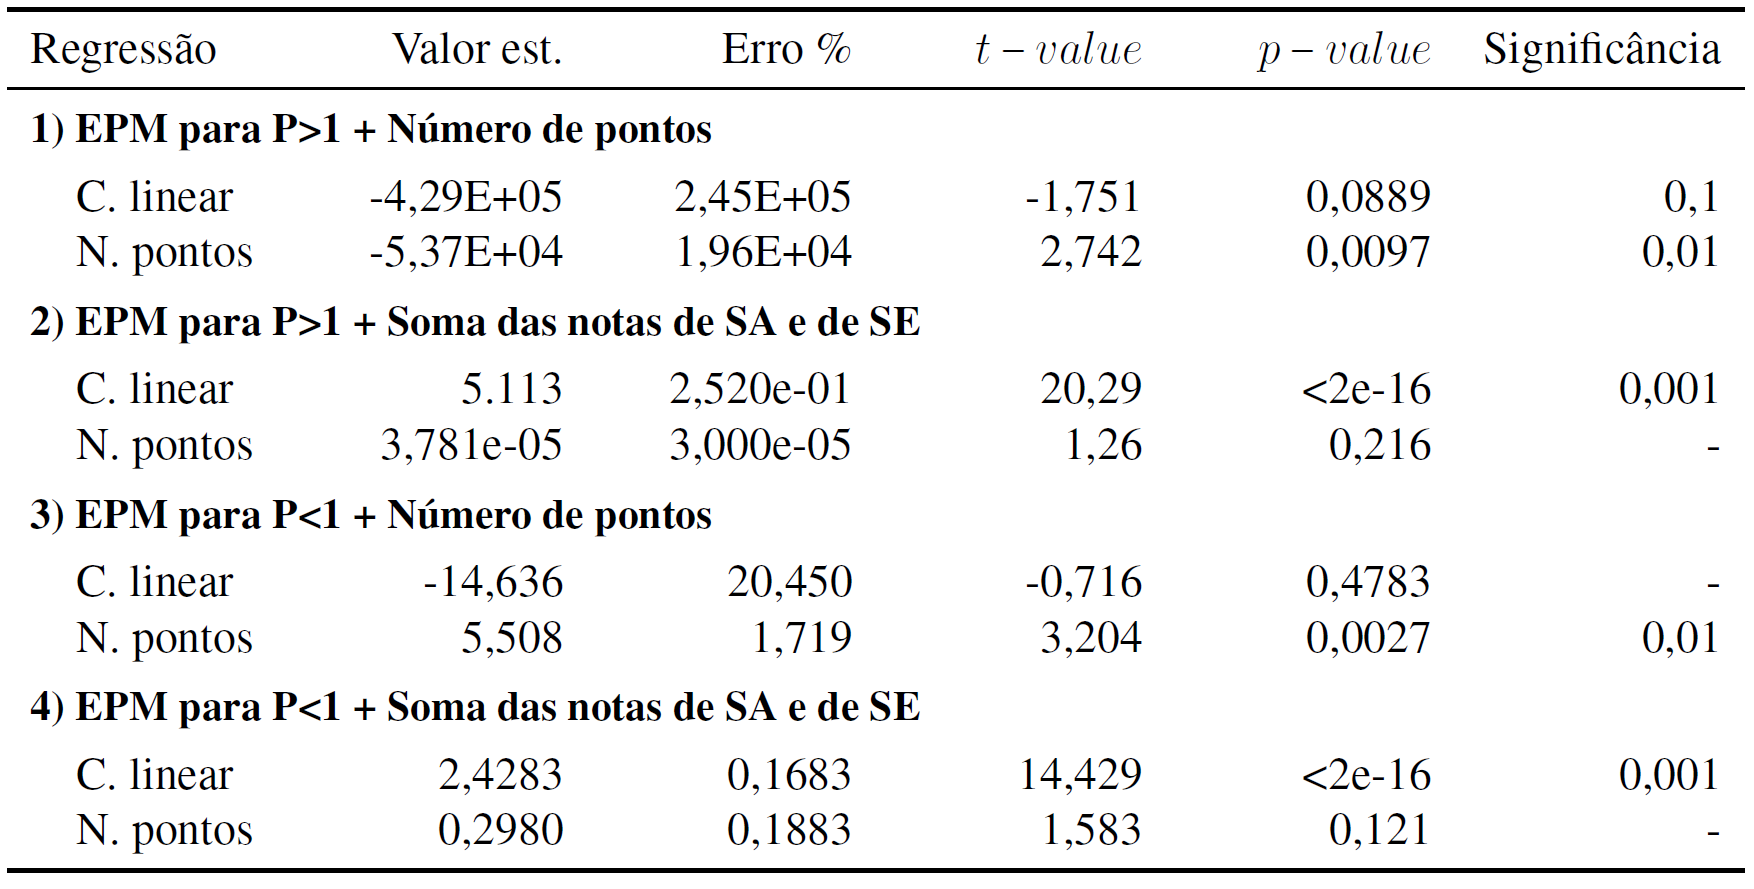 Regressão Valor est. Erro % t – value p – value Significância
1) EPM para P>1 + Número de pontos
C. linear -4,29E+05 2,45E+05 -1,751 0,0889 0,1
N. pontos -5,37E+04 1,96E+04 2,742 0,0097 0,01
2) EPM para P>1 + Soma das notas de SA e de SE
C. linear 5.113 2,520e-01 20,29 <2e-16 0,001
N. pontos 3,781e-05 3,000e-05 1,26 0,216 -
3) EPM para P<1 + Número de pontos
C. linear -14,636 20,450 -0,716 0,4783 -
N. pontos 5,508 1,719 3,204 0,0027 0,01
4) EPM para P<1 + Soma das notas de SA e de SE
C. linear 2,4283 0,1683 14,429 <2e-16 0,001
N. pontos 0,2980 0,1883 1,583 0,121 -